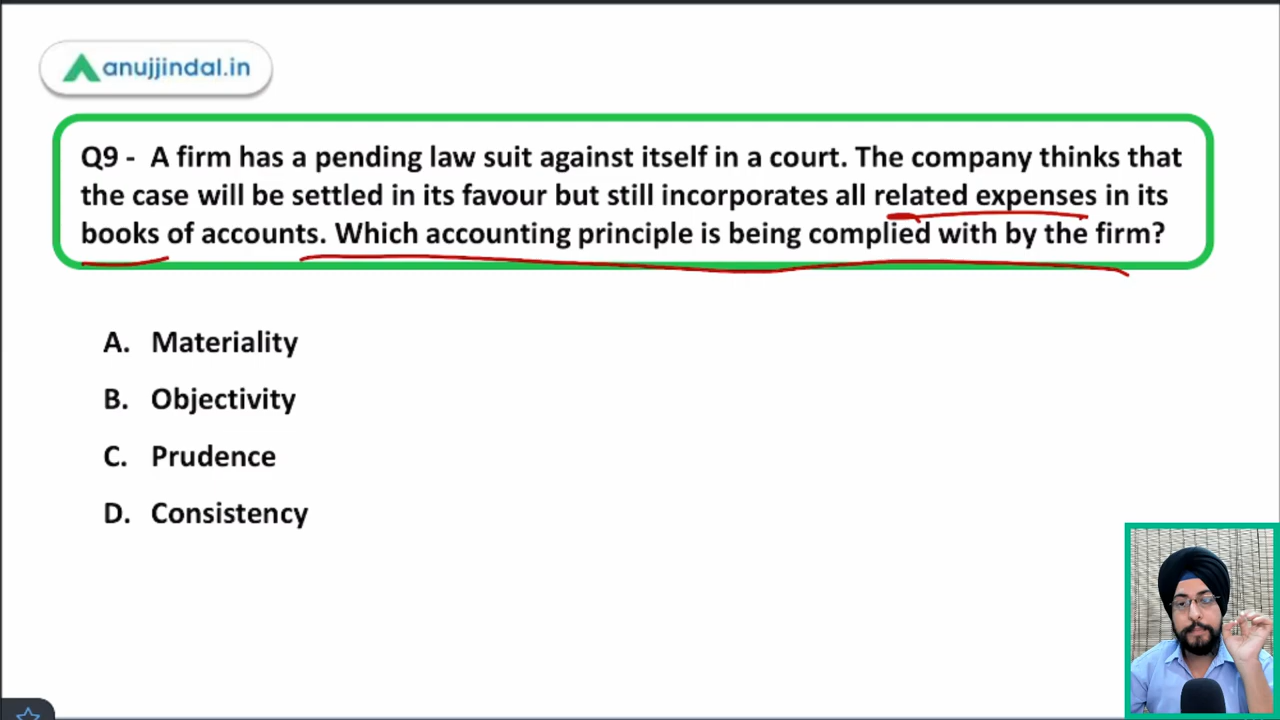 anujjindal.in
Q9 - A firm has a pending law suit against itself in a court. The company thinks that
the case will be settled in its favour but still incorporates all related expenses in its
books of accounts. Which accounting principle is being complied with by the firm?
A. Materiality
B. Objectivity
C. Prudence
D. Consistency